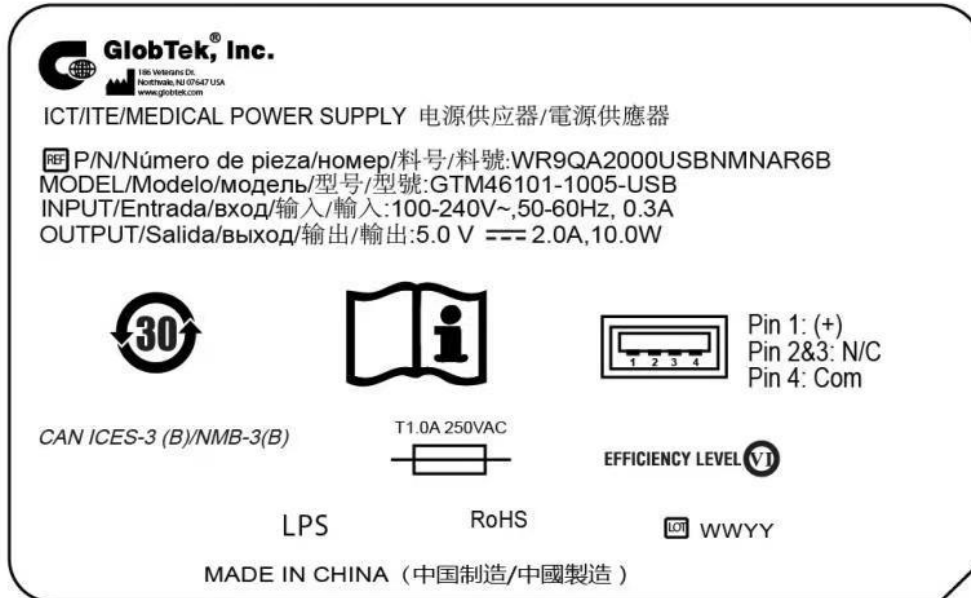 GlobTek,® Inc.
186 Veterans Dr.
Northvale, NJ 07647 USA
www.globtek.com
ICT/ITE/MEDICAL POWER SUPPLY 电源供应器/電源供應器
REF P/N/Número de pieza/номер/料号/料號:WR9QA2000USBNMNAR6B
MODEL/Modelo/модель/型号/型號:GTM46101-1005-USB
INPUT/Entrada/вход/输入/輸入:100-240V~,50-60Hz, 0.3A
OUTPUT/Salida/выход/输出/輸出:5.0 V ⎓ 2.0A,10.0W
30
i
1 2 3 4
Pin 1: (+)
Pin 2&3: N/C
Pin 4: Com
CAN ICES-3 (B)/NMB-3(B)
T1.0A 250VAC
EFFICIENCY LEVEL VI
LPS
RoHS
LOT WWYY
MADE IN CHINA（中国制造/中國製造 ）